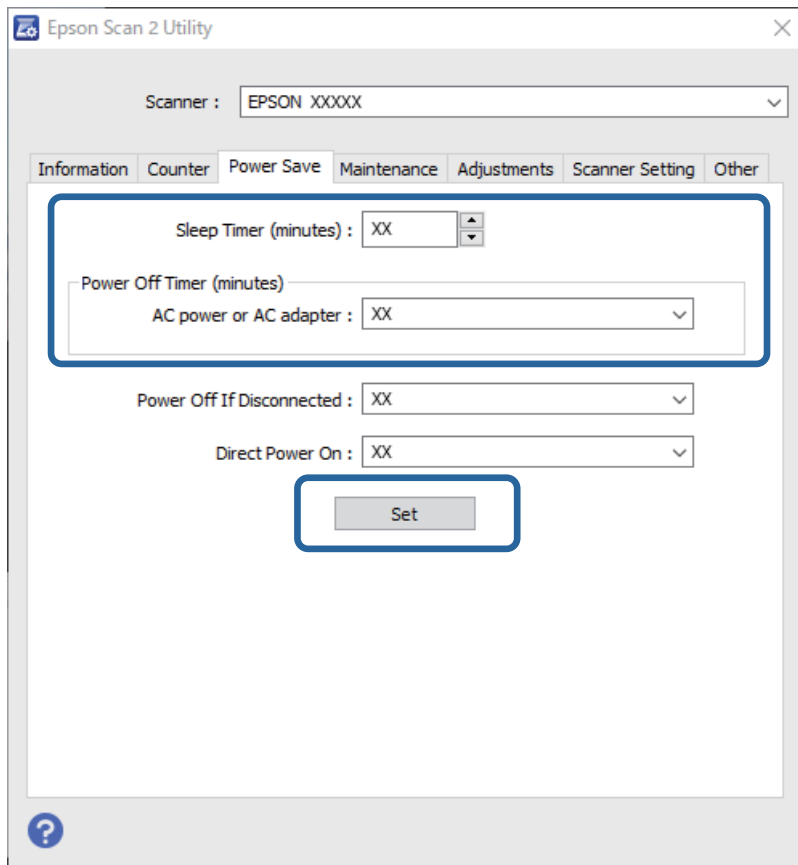 Epson Scan 2 Utility
Scanner : EPSON XXXXX
Information Counter Power Save Maintenance Adjustments Scanner Setting Other
Sleep Timer (minutes) : XX
Power Off Timer (minutes)
AC power or AC adapter : XX
Power Off If Disconnected : XX
Direct Power On : XX
Set
?